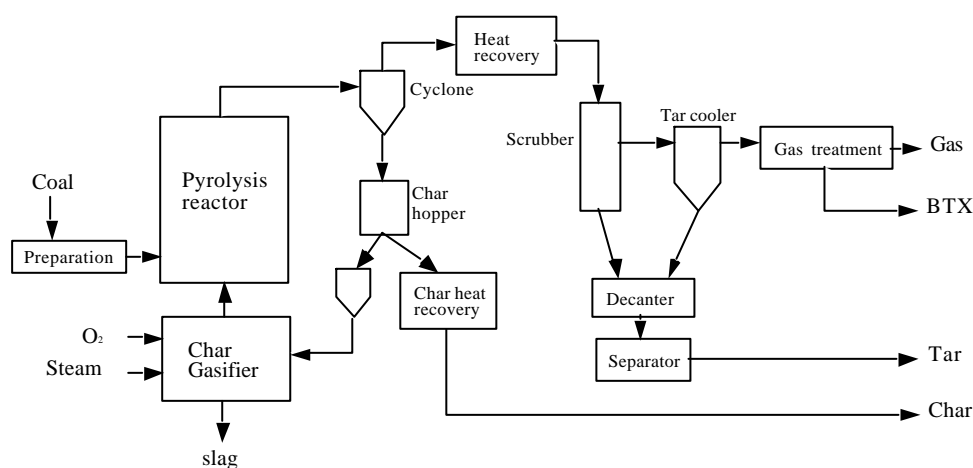 Heat
recovery
Cyclone
Scrubber
Tar cooler
Gas treatment
Gas
BTX
Pyrolysis
reactor
Coal
Preparation
Char
hopper
Char heat
recovery
Decanter
Separator
Tar
Char
O₂
Steam
Char
Gasifier
slag